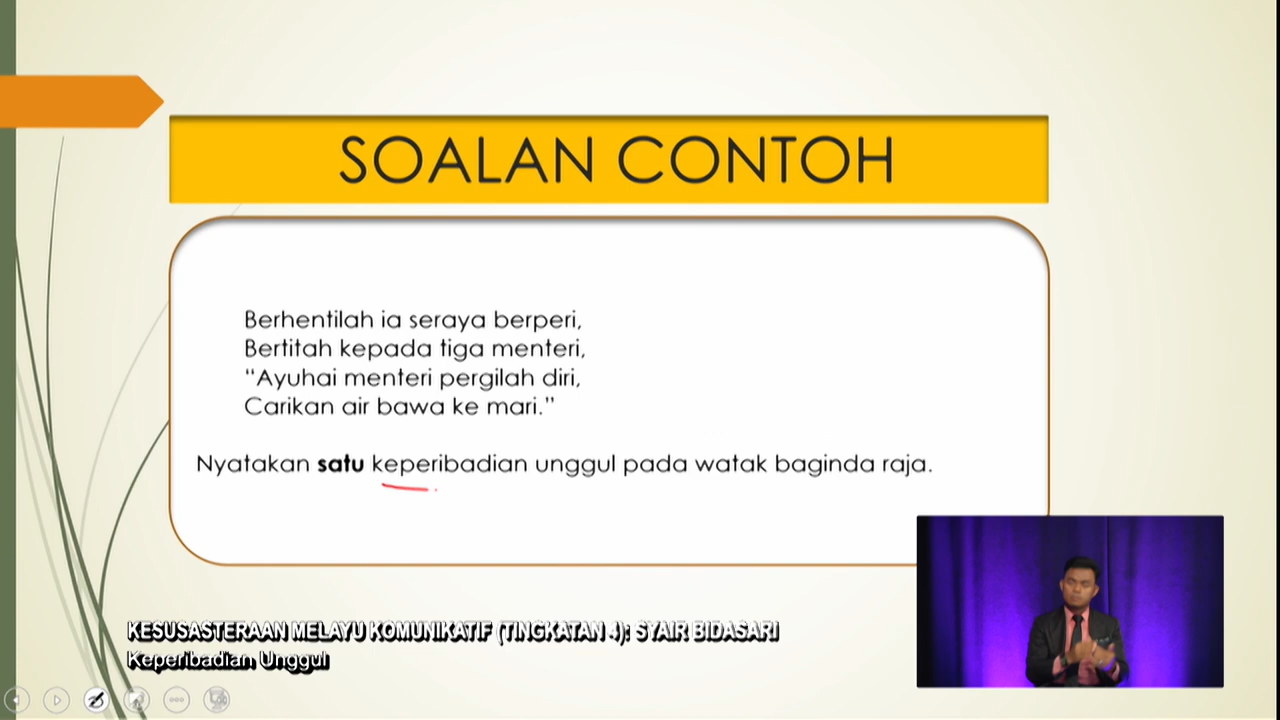 SOALAN CONTOH
Berhentilah ia seraya berperi,
Bertitah kepada tiga menteri,
“Ayuhai menteri pergilah diri,
Carikan air bawa ke mari.”
Nyatakan satu keperibadian unggul pada watak baginda raja.
KESUSASTERAAN MELAYU KOMUNIKATIF (TINGKATAN 4): SYAIR BIDASARI
Keperibadian Unggul